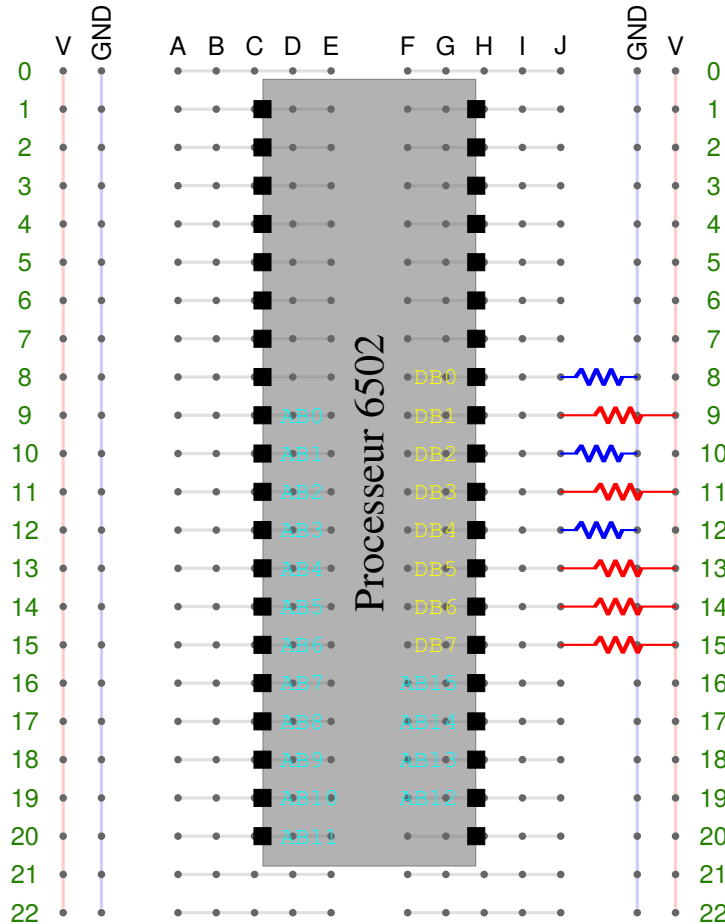 V GND A B C D E F G H I J GND V
0 0
1 1
2 2
3 3
4 4
5 5
6 6
7 7
8 DB0 8
9 AB0 DB1 9
10 AB1 DB2 10
11 AB2 DB3 11
12 AB3 DB4 12
13 AB4 DB5 13
14 AB5 DB6 14
15 AB6 DB7 15
16 AB7 AB15 16
17 AB8 AB14 17
18 AB9 AB13 18
19 AB10 AB12 19
20 AB11 20
21 21
22 22
Processeur 6502